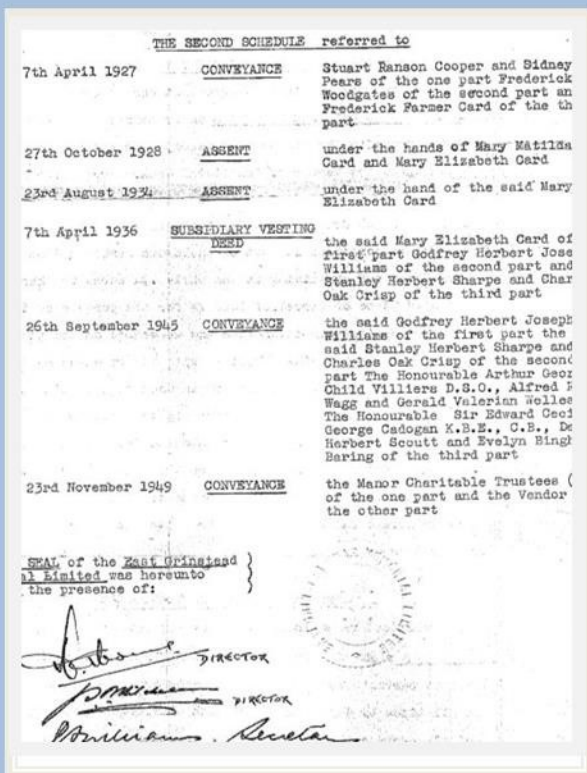 THE SECOND SCHEDULE referred to
7th April 1927 CONVEYANCE Stuart Ranson Cooper and Sidney
Pears of the one part Frederick
Woodgates of the second part an
Frederick Farmer Card of the th
part
27th October 1928 ASSENT under the hands of Mary Matilda
Card and Mary Elizabeth Card
23rd August 1934 ASSENT under the hand of the said Mary
Elizabeth Card
7th April 1936 SUBSIDIARY VESTING
DEED the said Mary Elizabeth Card of
first part Godfrey Herbert Jose
Williams of the second part and
Stanley Herbert Sharpe and Char
Oak Crisp of the third part
26th September 1945 CONVEYANCE the said Godfrey Herbert Joseph
Williams of the first part the
said Stanley Herbert Sharpe and
Charles Oak Crisp of the second
part The Honourable Arthur Geor
Child Villiers D.S.O., Alfred
Wagg and Gerald Valerian Welles
The Honourable Sir Edward Ceci
George Cadogan K.B.E., C.B., De
Herbert Scoutt and Evelyn Bingh
Baring of the third part
23rd November 1949 CONVEYANCE the Manor Charitable Trustees (
of the one part and the Vendor
the other part
SEAL of the East Grinstead )
al Limited was hereunto )
the presence of: )
DIRECTOR
DIRECTOR
Secretar